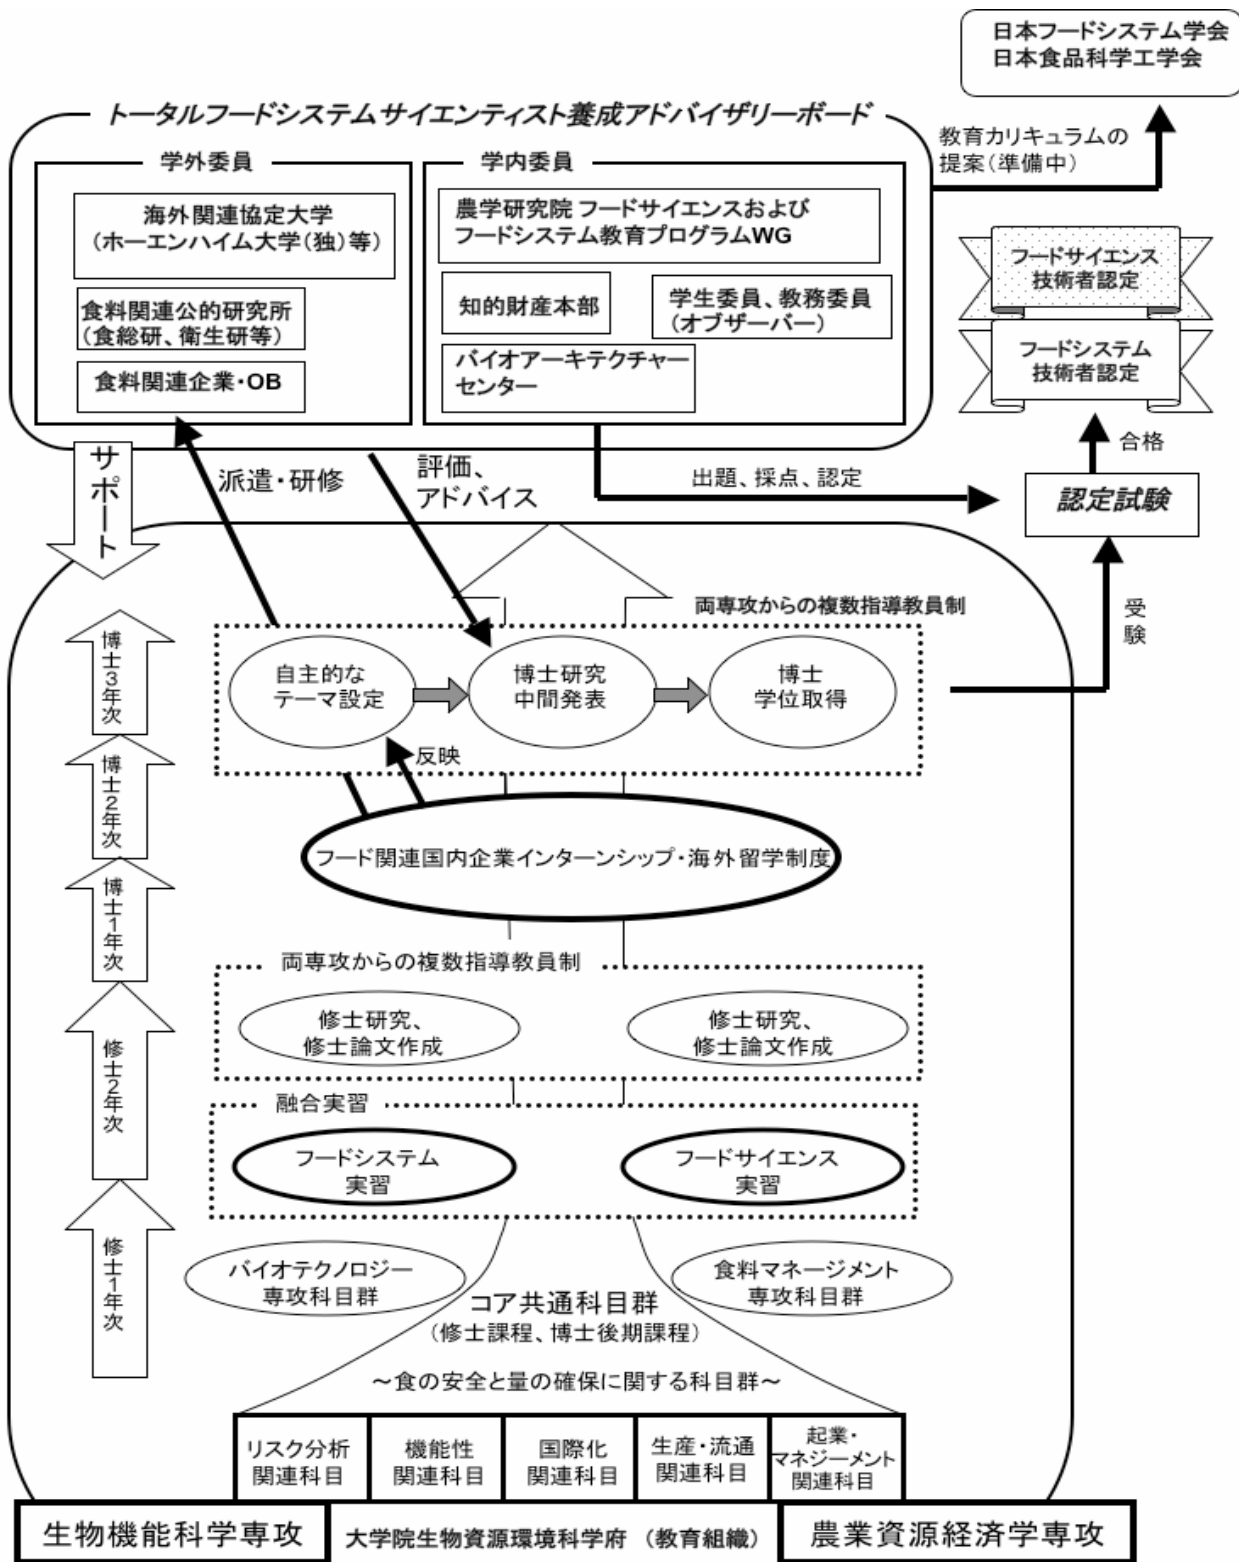 日本フードシステム学会
日本食品科学工学会
トータルフードシステムサイエンティスト養成アドバイザリーボード
教育カリキュラムの
提案(準備中)
学外委員
海外関連協定大学
(ホーエンハイム大学(独)等)
食料関連公的研究所
(食総研、衛生研等)
食料関連企業・OB
学内委員
農学研究院 フードサイエンスおよび
フードシステム教育プログラムWG
知的財産本部
学生委員、教務委員
(オブザーバー)
バイオアーキテクチャー
センター
フードサイエンス
技術者認定
フードシステム
技術者認定
合格
認定試験
受験
サポート
派遣・研修
評価、
アドバイス
出題、採点、認定
両専攻からの複数指導教員制
博士3年次
自主的な
テーマ設定
博士研究
中間発表
博士
学位取得
反映
博士2年次
フード関連国内企業インターンシップ・海外留学制度
博士1年次
両専攻からの複数指導教員制
修士研究、
修士論文作成
修士研究、
修士論文作成
修士2年次
融合実習
フードシステム
実習
フードサイエンス
実習
修士1年次
バイオテクノロジー
専攻科目群
食料マネージメント
専攻科目群
コア共通科目群
(修士課程、博士後期課程)
~食の安全と量の確保に関する科目群~
リスク分析
関連科目
機能性
関連科目
国際化
関連科目
生産・流通
関連科目
起業・
マネジーメント
関連科目
生物機能科学専攻
大学院生物資源環境科学府 (教育組織)
農業資源経済学専攻